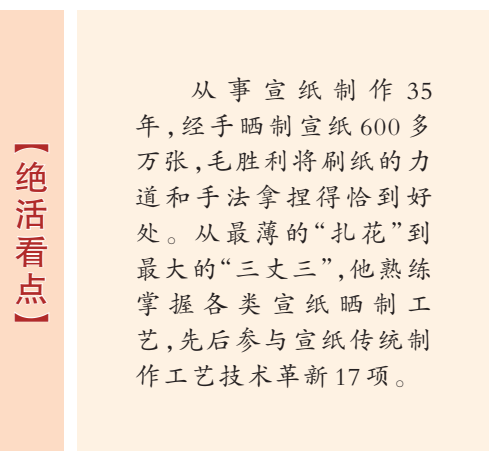 【绝活看点】
从事宣纸制作35
年,经手晒制宣纸600多
万张,毛胜利将刷纸的力
道和手法拿捏得恰到好
处。从最薄的“扎花”到
最大的“三丈三”,他熟练
掌握各类宣纸晒制工
艺,先后参与宣纸传统制
作工艺技术革新17项。